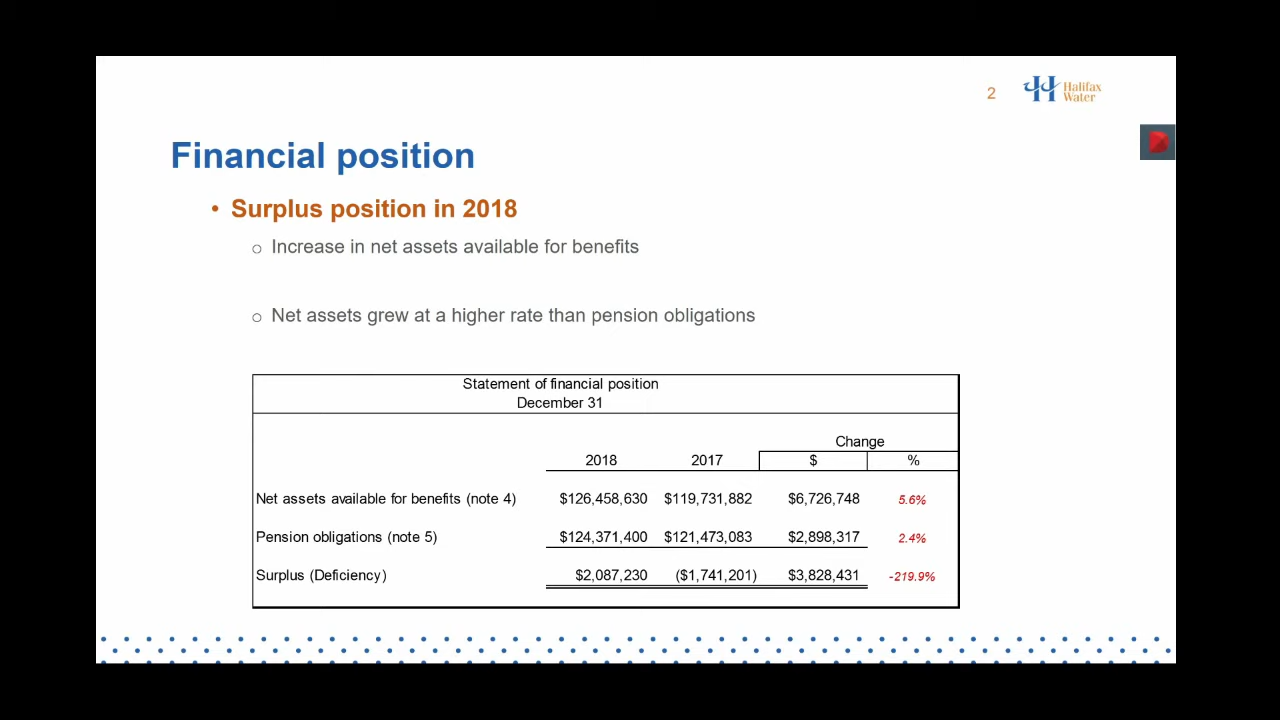 2
Halifax
Water
Financial position
• Surplus position in 2018
o Increase in net assets available for benefits
o Net assets grew at a higher rate than pension obligations
Statement of financial position
December 31
Change
2018 2017 $ %
Net assets available for benefits (note 4) $126,458,630 $119,731,882 $6,726,748 5.6%
Pension obligations (note 5) $124,371,400 $121,473,083 $2,898,317 2.4%
Surplus (Deficiency) $2,087,230 ($1,741,201) $3,828,431 -219.9%